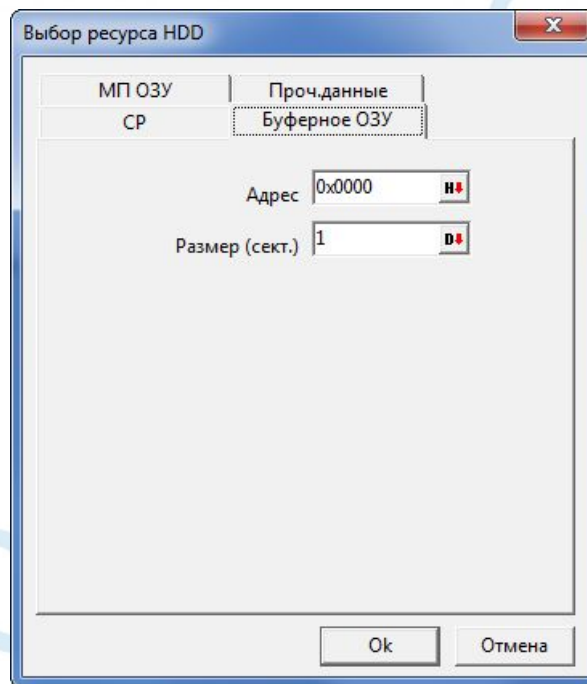 Выбор ресурса HDD
МП ОЗУ
Проч.данные
СР
Буферное ОЗУ
Адрес 0x0000 H
Размер (сект.) 1 D
Ok Отмена